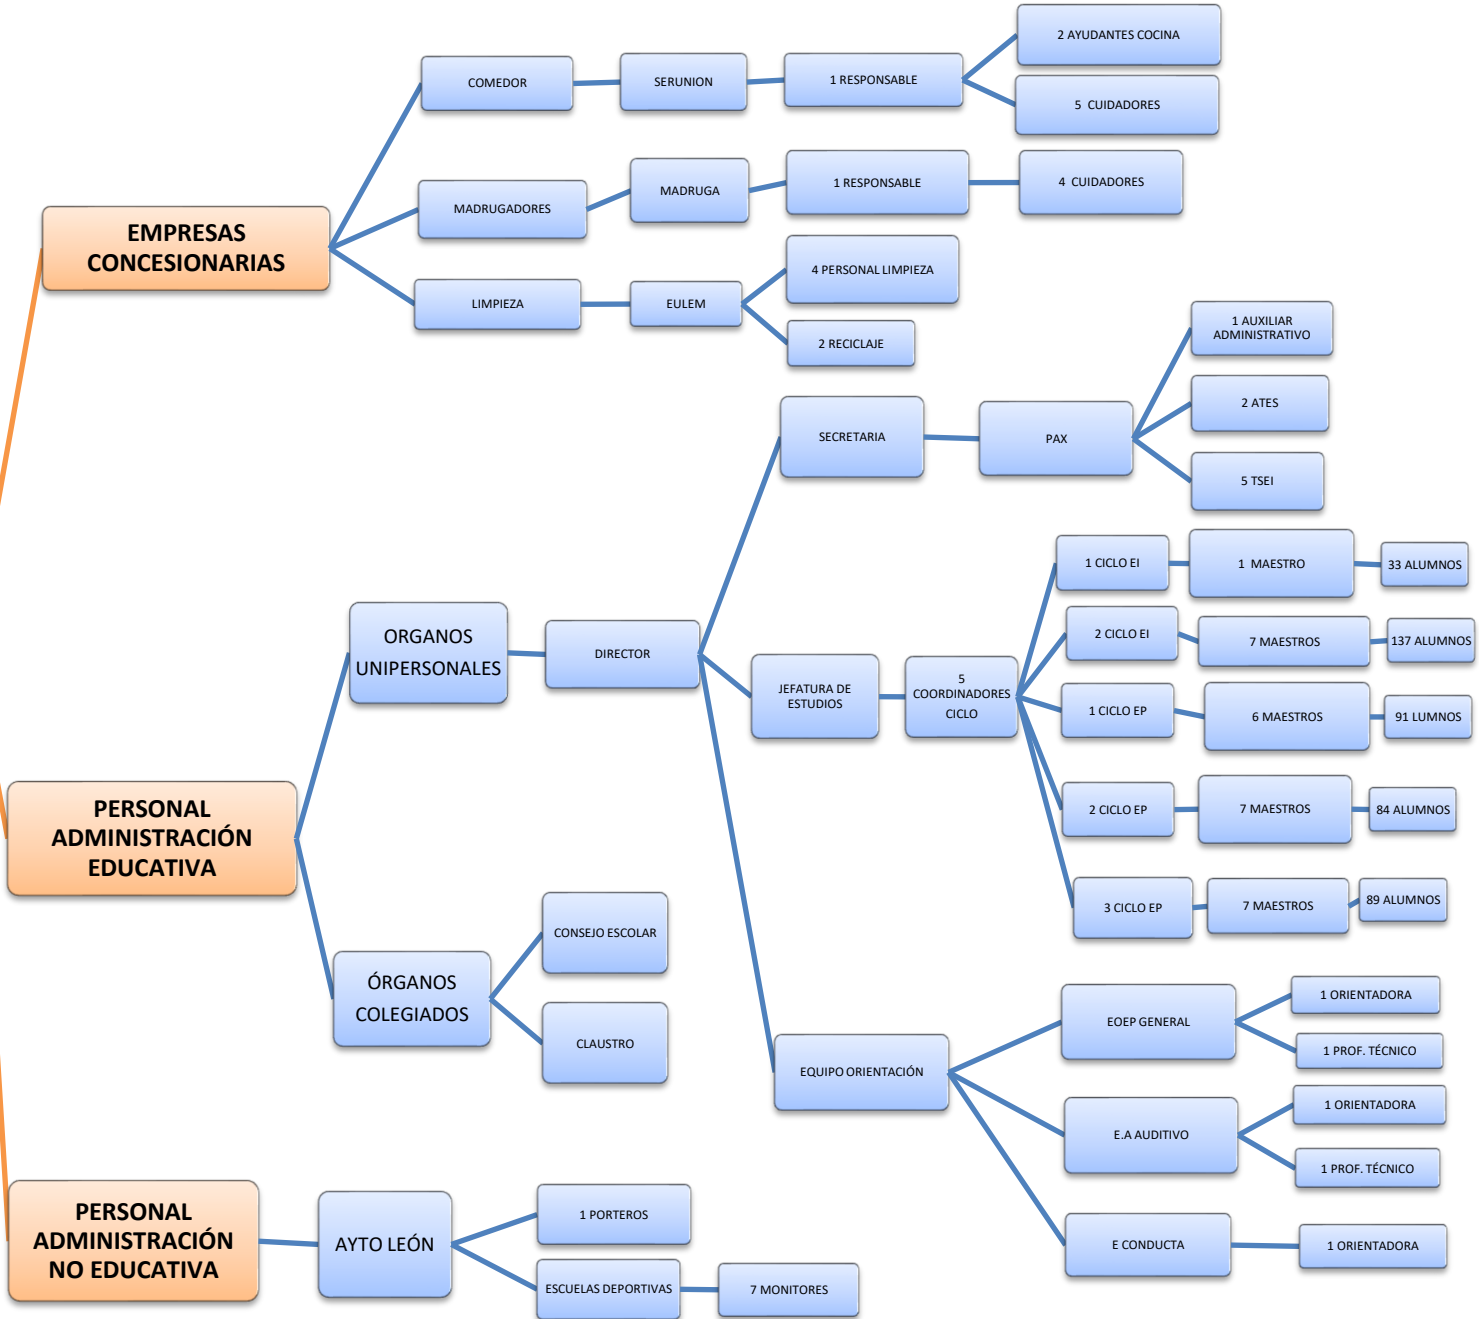 EMPRESAS
CONCESIONARIAS
COMEDOR
SERUNION
1 RESPONSABLE
2 AYUDANTES COCINA
5 CUIDADORES
MADRUGADORES
MADRUGA
1 RESPONSABLE
4 CUIDADORES
LIMPIEZA
EULEM
4 PERSONAL LIMPIEZA
2 RECICLAJE
PERSONAL
ADMINISTRACIÓN
EDUCATIVA
ORGANOS
UNIPERSONALES
DIRECTOR
SECRETARIA
PAX
1 AUXILIAR
ADMINISTRATIVO
2 ATES
5 TSEI
JEFATURA DE
ESTUDIOS
5
COORDINADORES
CICLO
1 CICLO EI
1 MAESTRO
33 ALUMNOS
2 CICLO EI
7 MAESTROS
137 ALUMNOS
1 CICLO EP
6 MAESTROS
91 LUMNOS
2 CICLO EP
7 MAESTROS
84 ALUMNOS
3 CICLO EP
7 MAESTROS
89 ALUMNOS
EQUIPO ORIENTACIÓN
EOEP GENERAL
1 ORIENTADORA
1 PROF. TÉCNICO
E.A AUDITIVO
1 ORIENTADORA
1 PROF. TÉCNICO
E CONDUCTA
1 ORIENTADORA
ÓRGANOS
COLEGIADOS
CONSEJO ESCOLAR
CLAUSTRO
PERSONAL
ADMINISTRACIÓN
NO EDUCATIVA
AYTO LEÓN
1 PORTEROS
ESCUELAS DEPORTIVAS
7 MONITORES